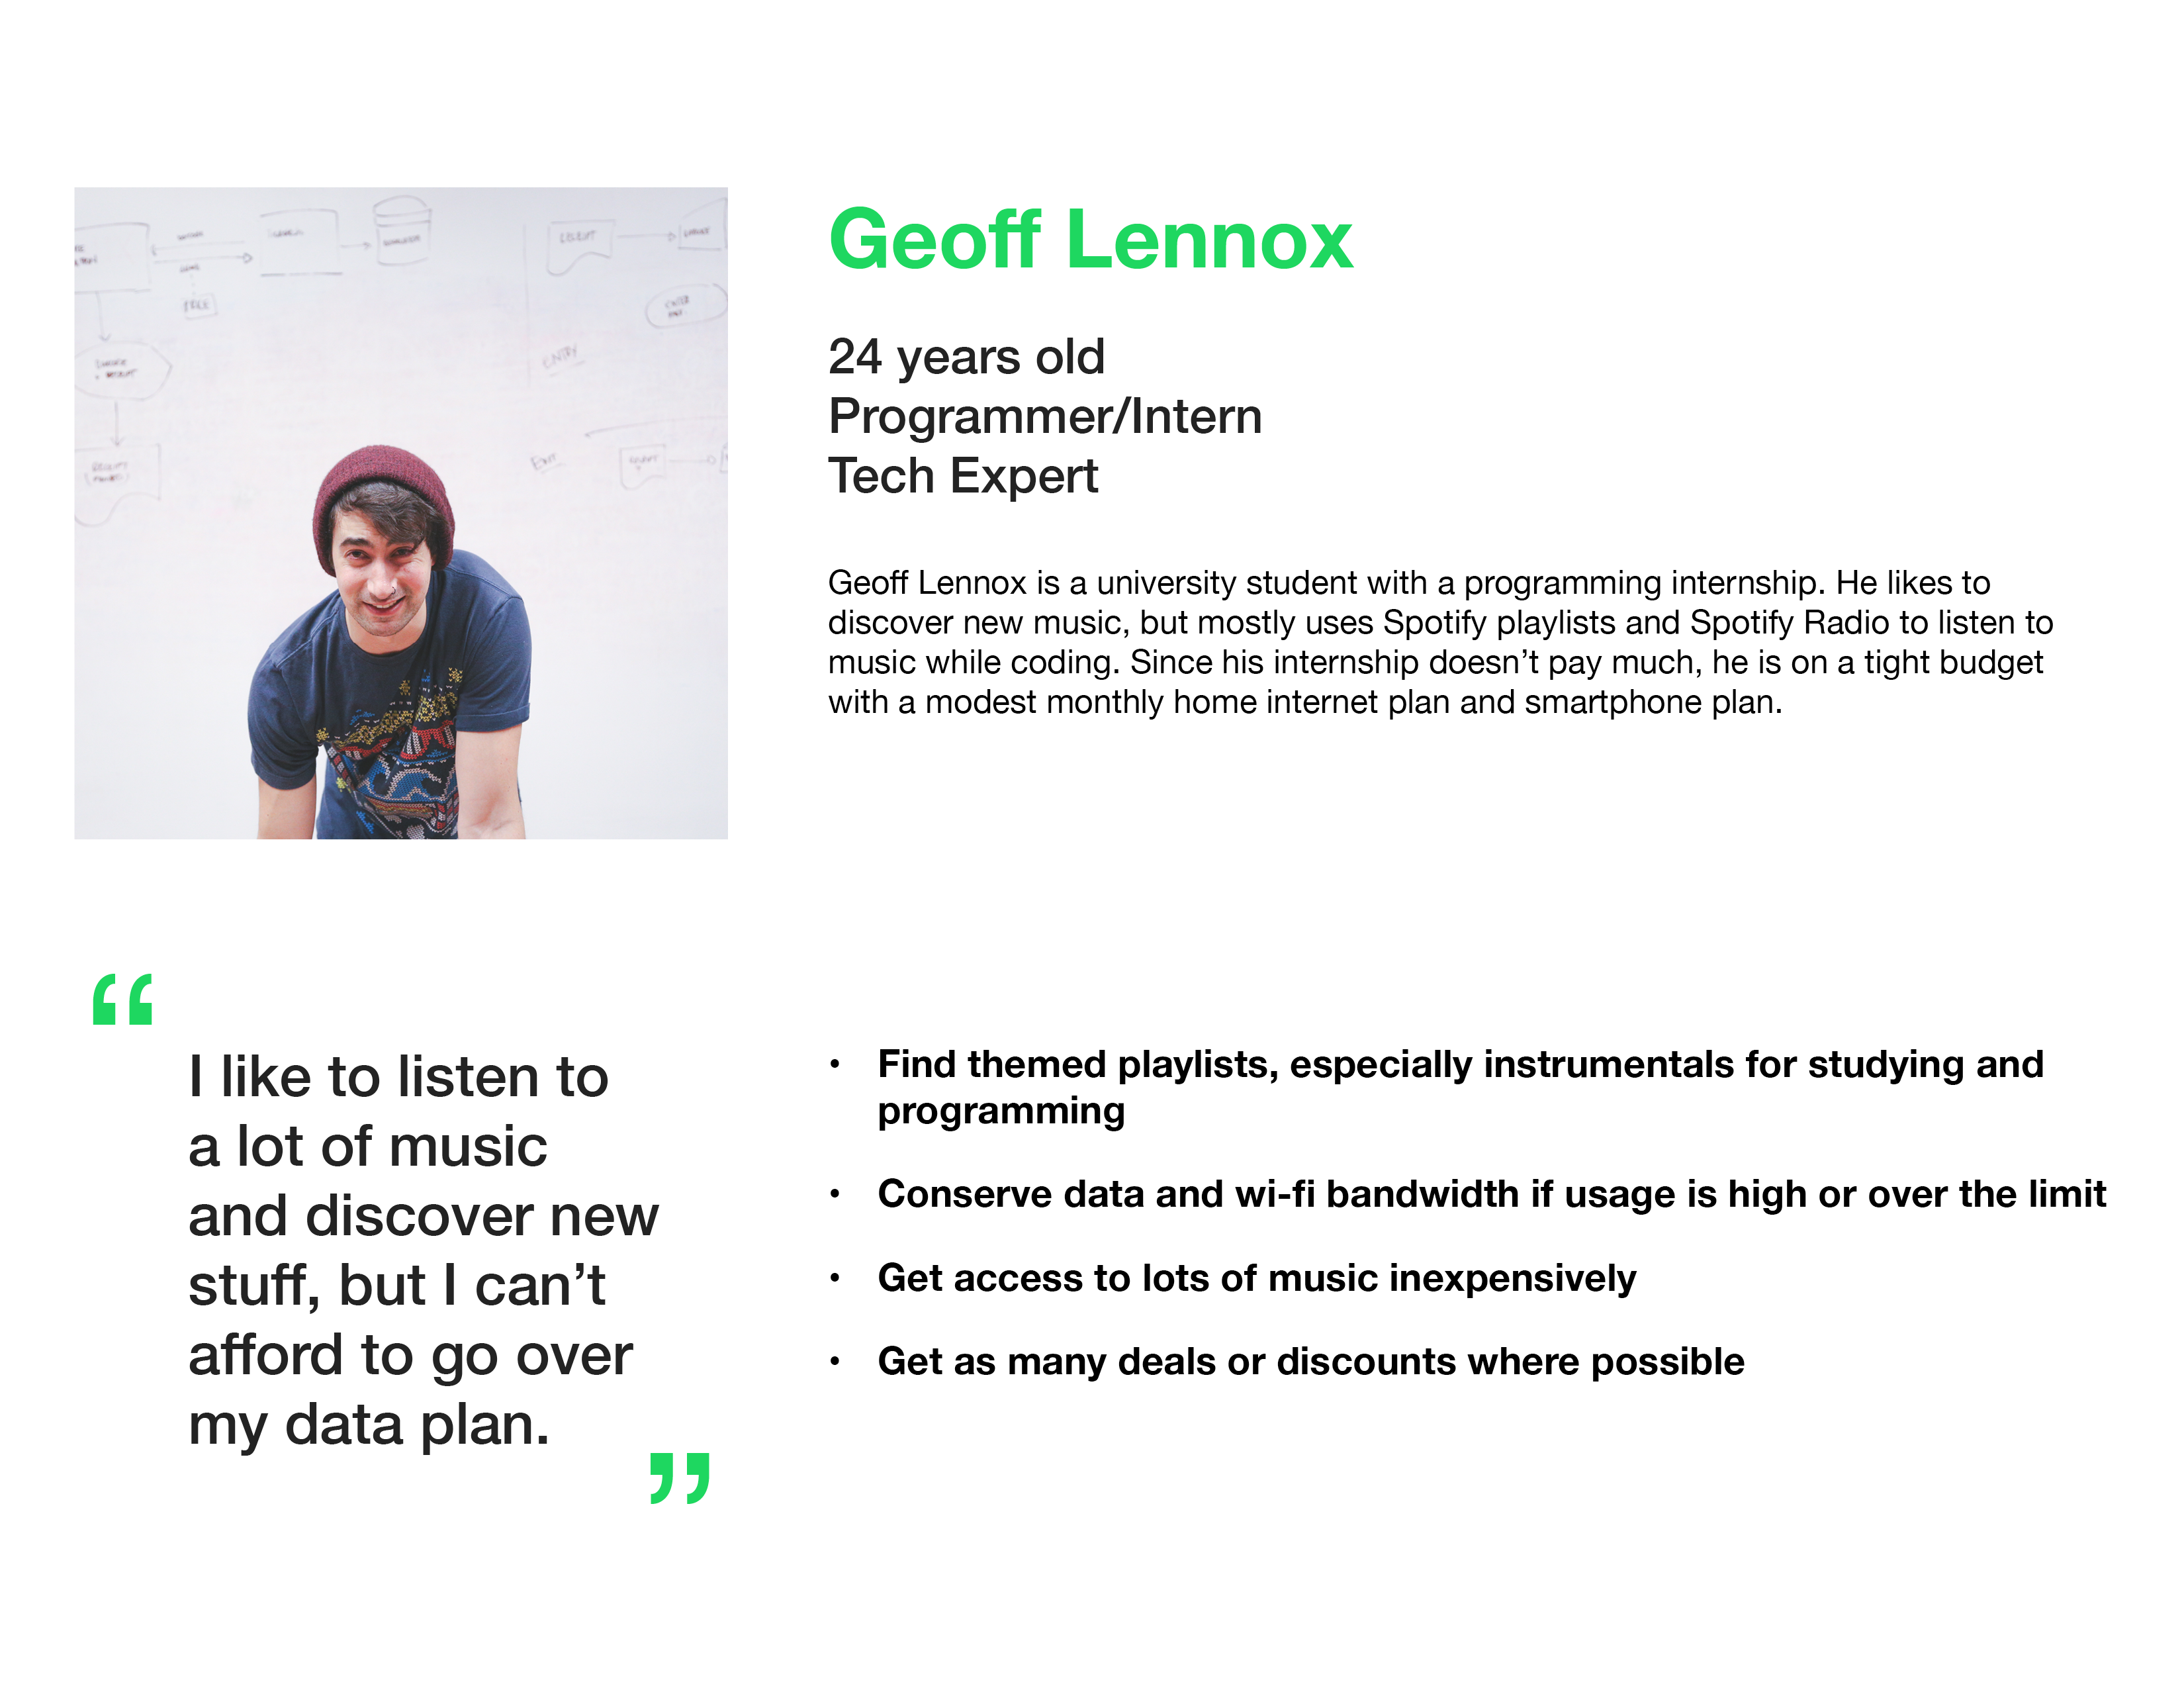 Geoff Lennox
24 years old
Programmer/Intern
Tech Expert
Geoff Lennox is a university student with a programming internship. He likes to
discover new music, but mostly uses Spotify playlists and Spotify Radio to listen to
music while coding. Since his internship doesn’t pay much, he is on a tight budget
with a modest monthly home internet plan and smartphone plan.
“
I like to listen to
a lot of music
and discover new
stuff, but I can’t
afford to go over
my data plan.
”
• Find themed playlists, especially instrumentals for studying and
programming
• Conserve data and wi-fi bandwidth if usage is high or over the limit
• Get access to lots of music inexpensively
• Get as many deals or discounts where possible
ENTRY
EXIT